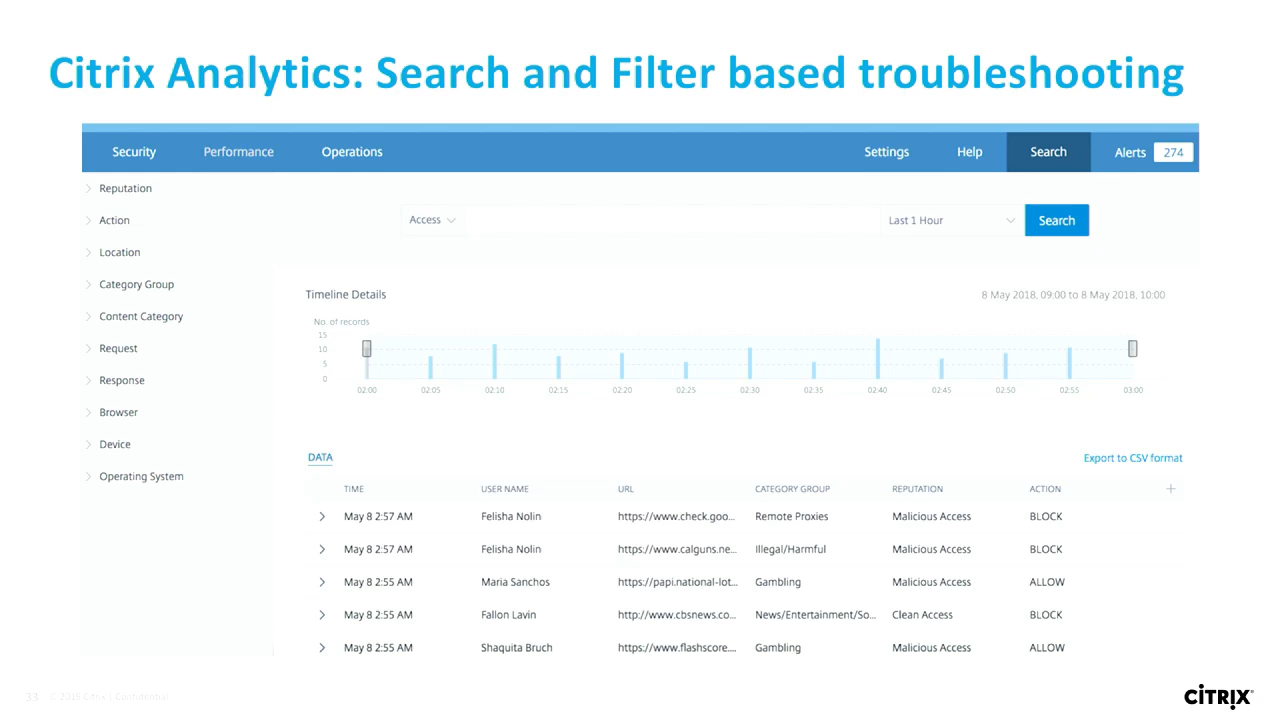 Citrix Analytics: Search and Filter based troubleshooting
Security Performance Operations Settings Help Search Alerts 274
Reputation
Action
Location
Category Group
Content Category
Request
Response
Browser
Device
Operating System
Access Last 1 Hour Search
Timeline Details 8 May 2018, 09:00 to 8 May 2018, 10:00
No. of records
15
10
5
0
02:00 02:05 02:10 02:15 02:20 02:25 02:30 02:35 02:40 02:45 02:50 02:55 03:00
DATA Export to CSV format
TIME USER NAME URL CATEGORY GROUP REPUTATION ACTION +
May 8 2:57 AM Felisha Nolin https://www.check.goo... Remote Proxies Malicious Access BLOCK
May 8 2:57 AM Felisha Nolin https://www.calguns.ne... Illegal/Harmful Malicious Access BLOCK
May 8 2:55 AM Maria Sanchos https://papi.national-lot... Gambling Malicious Access ALLOW
May 8 2:55 AM Fallon Lavin http://www.cbsnews.co... News/Entertainment/So... Clean Access BLOCK
May 8 2:55 AM Shaquita Bruch https://www.flashscore.... Gambling Malicious Access ALLOW
33 © Citrix | Confidential
CITRIX